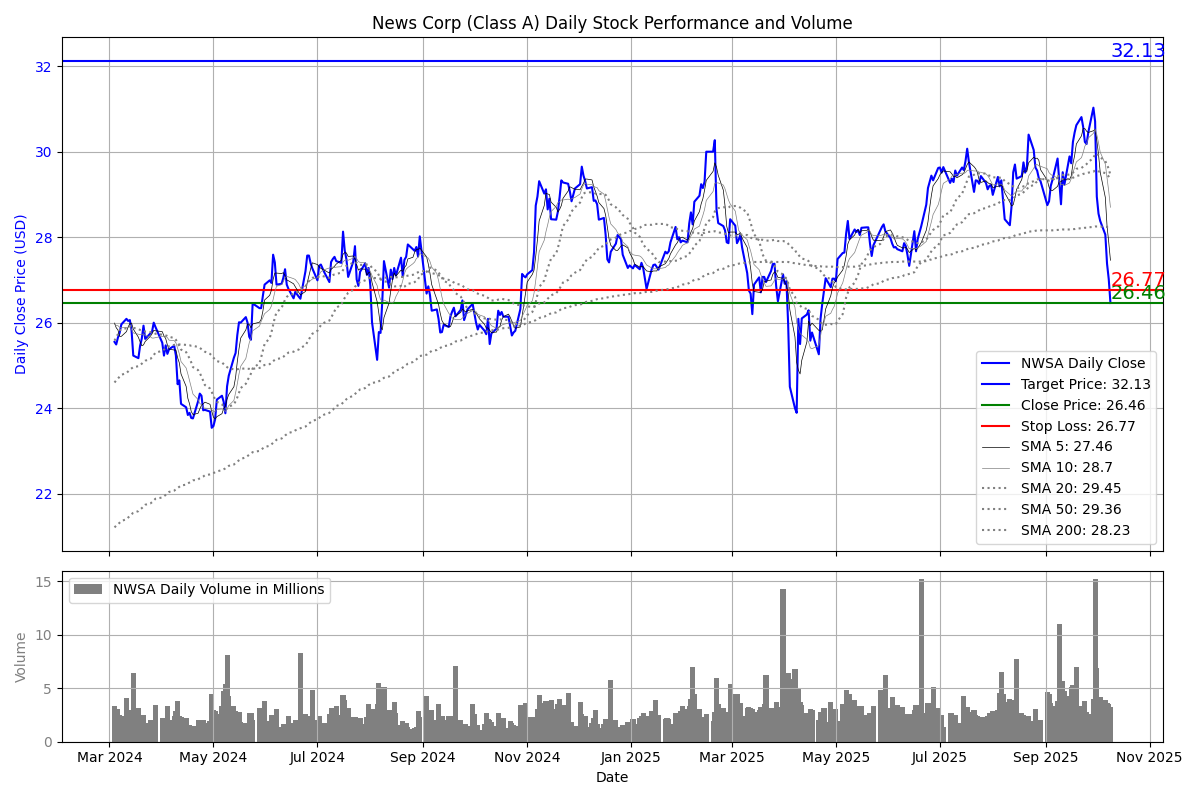 News Corp (Class A) Daily Stock Performance and Volume
Daily Close Price (USD)
32
30
28
26
24
22
32.13
26.77
26.46
NWSA Daily Close
Target Price: 32.13
Close Price: 26.46
Stop Loss: 26.77
SMA 5: 27.46
SMA 10: 28.7
SMA 20: 29.45
SMA 50: 29.36
SMA 200: 28.23
Volume
15
10
5
0
NWSA Daily Volume in Millions
Mar 2024 May 2024 Jul 2024 Sep 2024 Nov 2024 Jan 2025 Mar 2025 May 2025 Jul 2025 Sep 2025 Nov 2025
Date